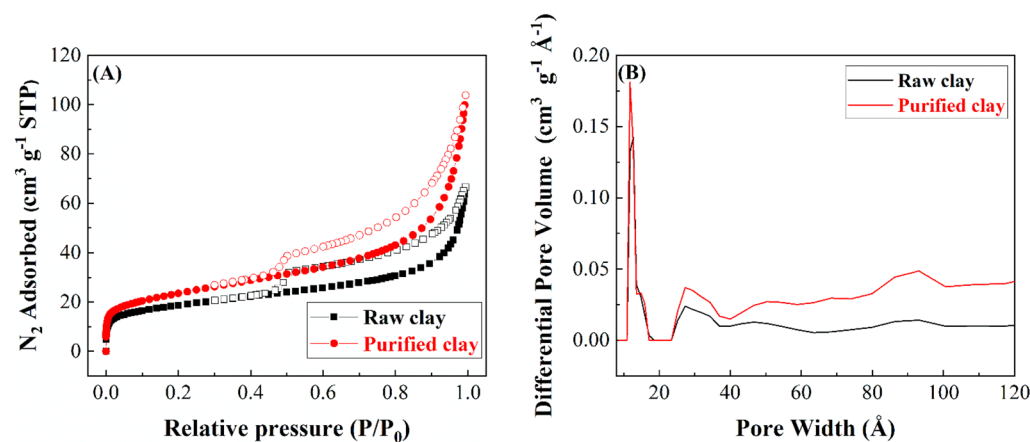 (A)
N₂ Adsorbed (cm³ g⁻¹ STP)
120
100
80
60
40
20
0
0.0 0.2 0.4 0.6 0.8 1.0
Relative pressure (P/P₀)
Raw clay
Purified clay
(B)
Differential Pore Volume (cm³ g⁻¹ Å⁻¹)
0.20
0.15
0.10
0.05
0.00
20 40 60 80 100 120
Pore Width (Å)
Raw clay
Purified clay